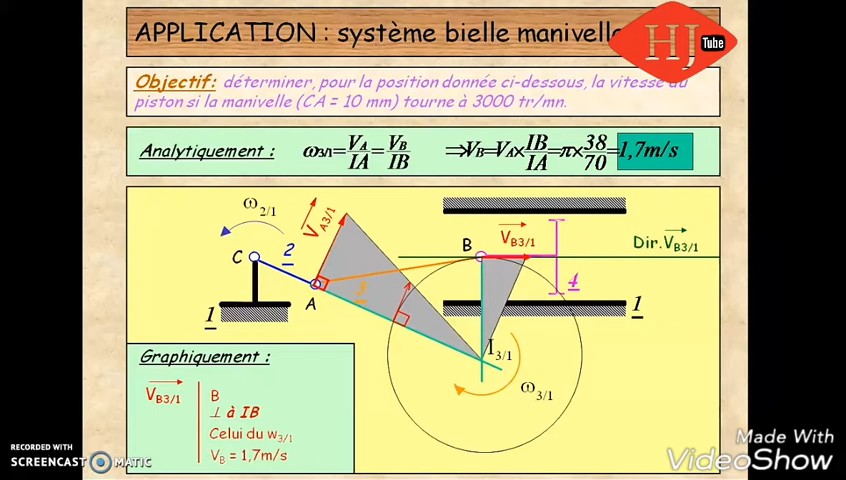 APPLICATION : système bielle manivelle
HJ Tube
Objectif: déterminer, pour la position donnée ci-dessous, la vitesse du
piston si la manivelle (CA = 10 mm) tourne à 3000 tr/mn.
Analytiquement : ω3/1=VA/IA=VB/IB ⇒VB=VA×IB/IA=π×38/70=1,7m/s
ω2/1
VA3/1
C
2
A
3
1
B
VB3/1
Dir.VB3/1
4
1
I3/1
ω3/1
Graphiquement :
VB3/1
B
⊥ à IB
Celui du w3/1
VB = 1,7m/s
RECORDED WITH
SCREENCAST MATIC
Made With
VideoShow